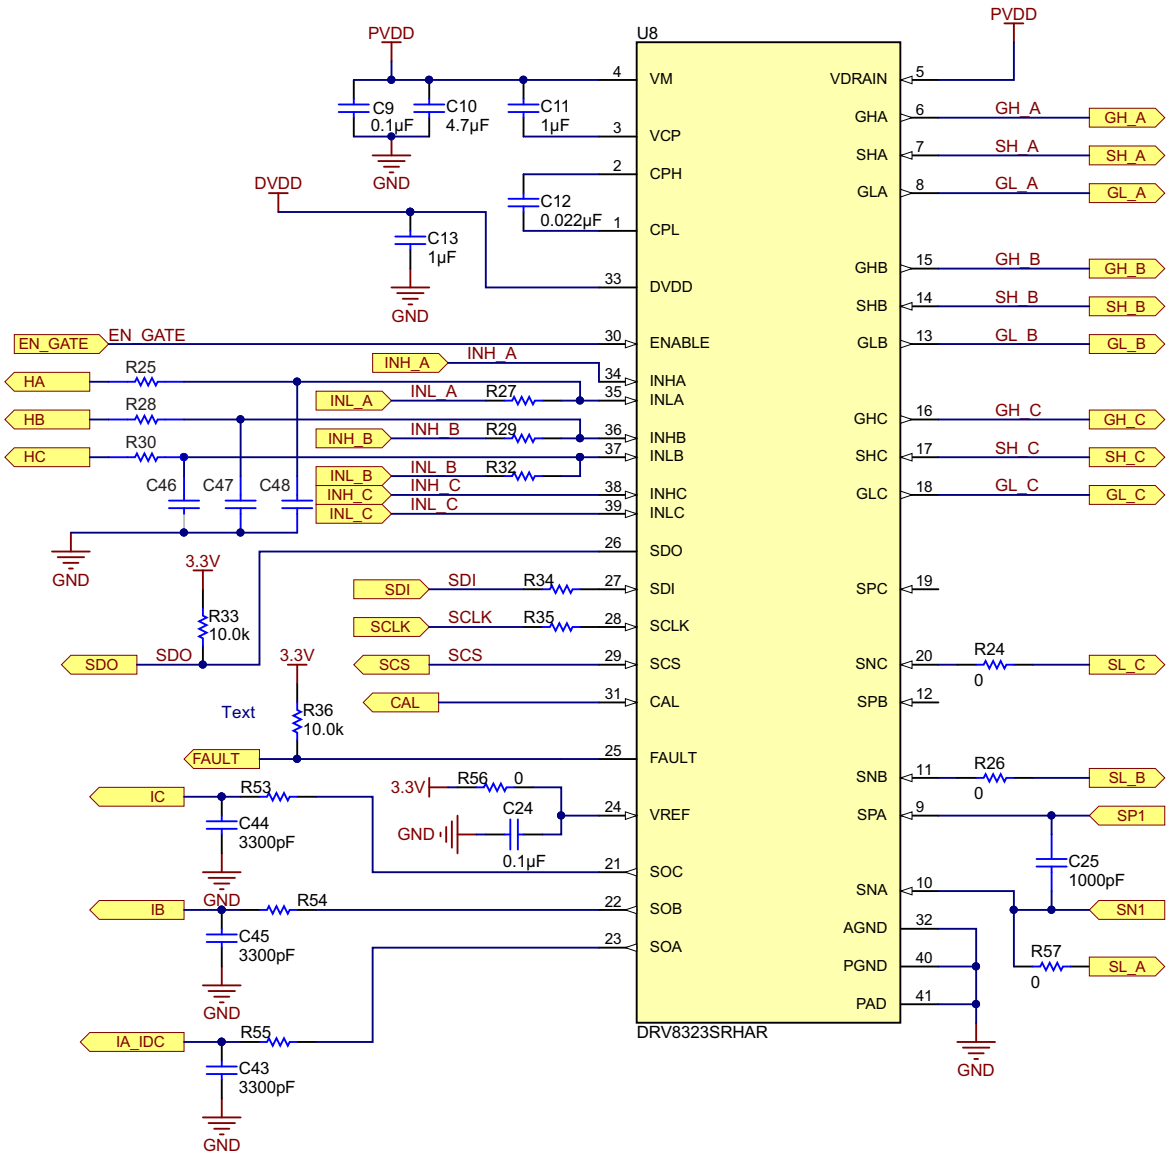 PVDD
U8
PVDD
4 VM
VDRAIN 5
C9
0.1µF
C10
4.7µF
C11
1µF
GHA 6 GH_A GH_A
3 VCP
SHA 7 SH_A SH_A
GND
2 CPH
GLA 8 GL_A GL_A
DVDD
C12
0.022µF
1 CPL
C13
1µF
GND
GHB 15 GH_B GH_B
33 DVDD
SHB 14 SH_B SH_B
EN_GATE EN_GATE 30 ENABLE
GLB 13 GL_B GL_B
INH_A INH_A
HA R25 34 INHA
INL_A INL_A R27 35 INLA
HB R28
GHC 16 GH_C GH_C
INH_B INH_B R29 36 INHB
HC R30 37 INLB
SHC 17 SH_C SH_C
INL_B INL_B R32
C46 C47 C48
INH_C INH_C 38 INHC
GLC 18 GL_C GL_C
INL_C INL_C 39 INLC
GND
26 SDO
3.3V
SDI SDI R34 27 SDI
SPC 19
R33
10.0k
SCLK SCLK R35 28 SCLK
SDO SDO
SCS SCS 29 SCS
SNC 20 R24
0
SL_C
3.3V
CAL 31 CAL
SPB 12
Text
R36
10.0k
FAULT 25 FAULT
SNB 11 R26
0
SL_B
IC R53
3.3V R56 0
24 VREF
SPA 9 SP1
C44
3300pF
GND C24
0.1µF
C25
1000pF
GND
21 SOC
SNA 10
IB R54 22 SOB
SN1
C45
3300pF
AGND 32
23 SOA
PGND 40
R57
0
SL_A
GND
PAD 41
IA_IDC R55
DRV8323SRHAR
C43
3300pF
GND
GND